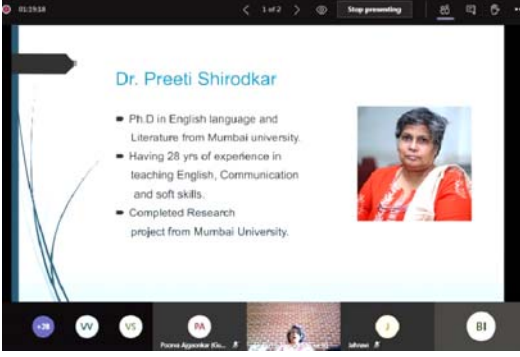 01:19:58
1 of 2
Stop presenting
Dr. Preeti Shirodkar
Ph.D in English language and
Literature from Mumbai university.
Having 28 yrs of experience in
teaching English, Communication
and soft skills.
Completed Research
project from Mumbai University.
+28
VV
VS
PA
J
BI
Jahnavi